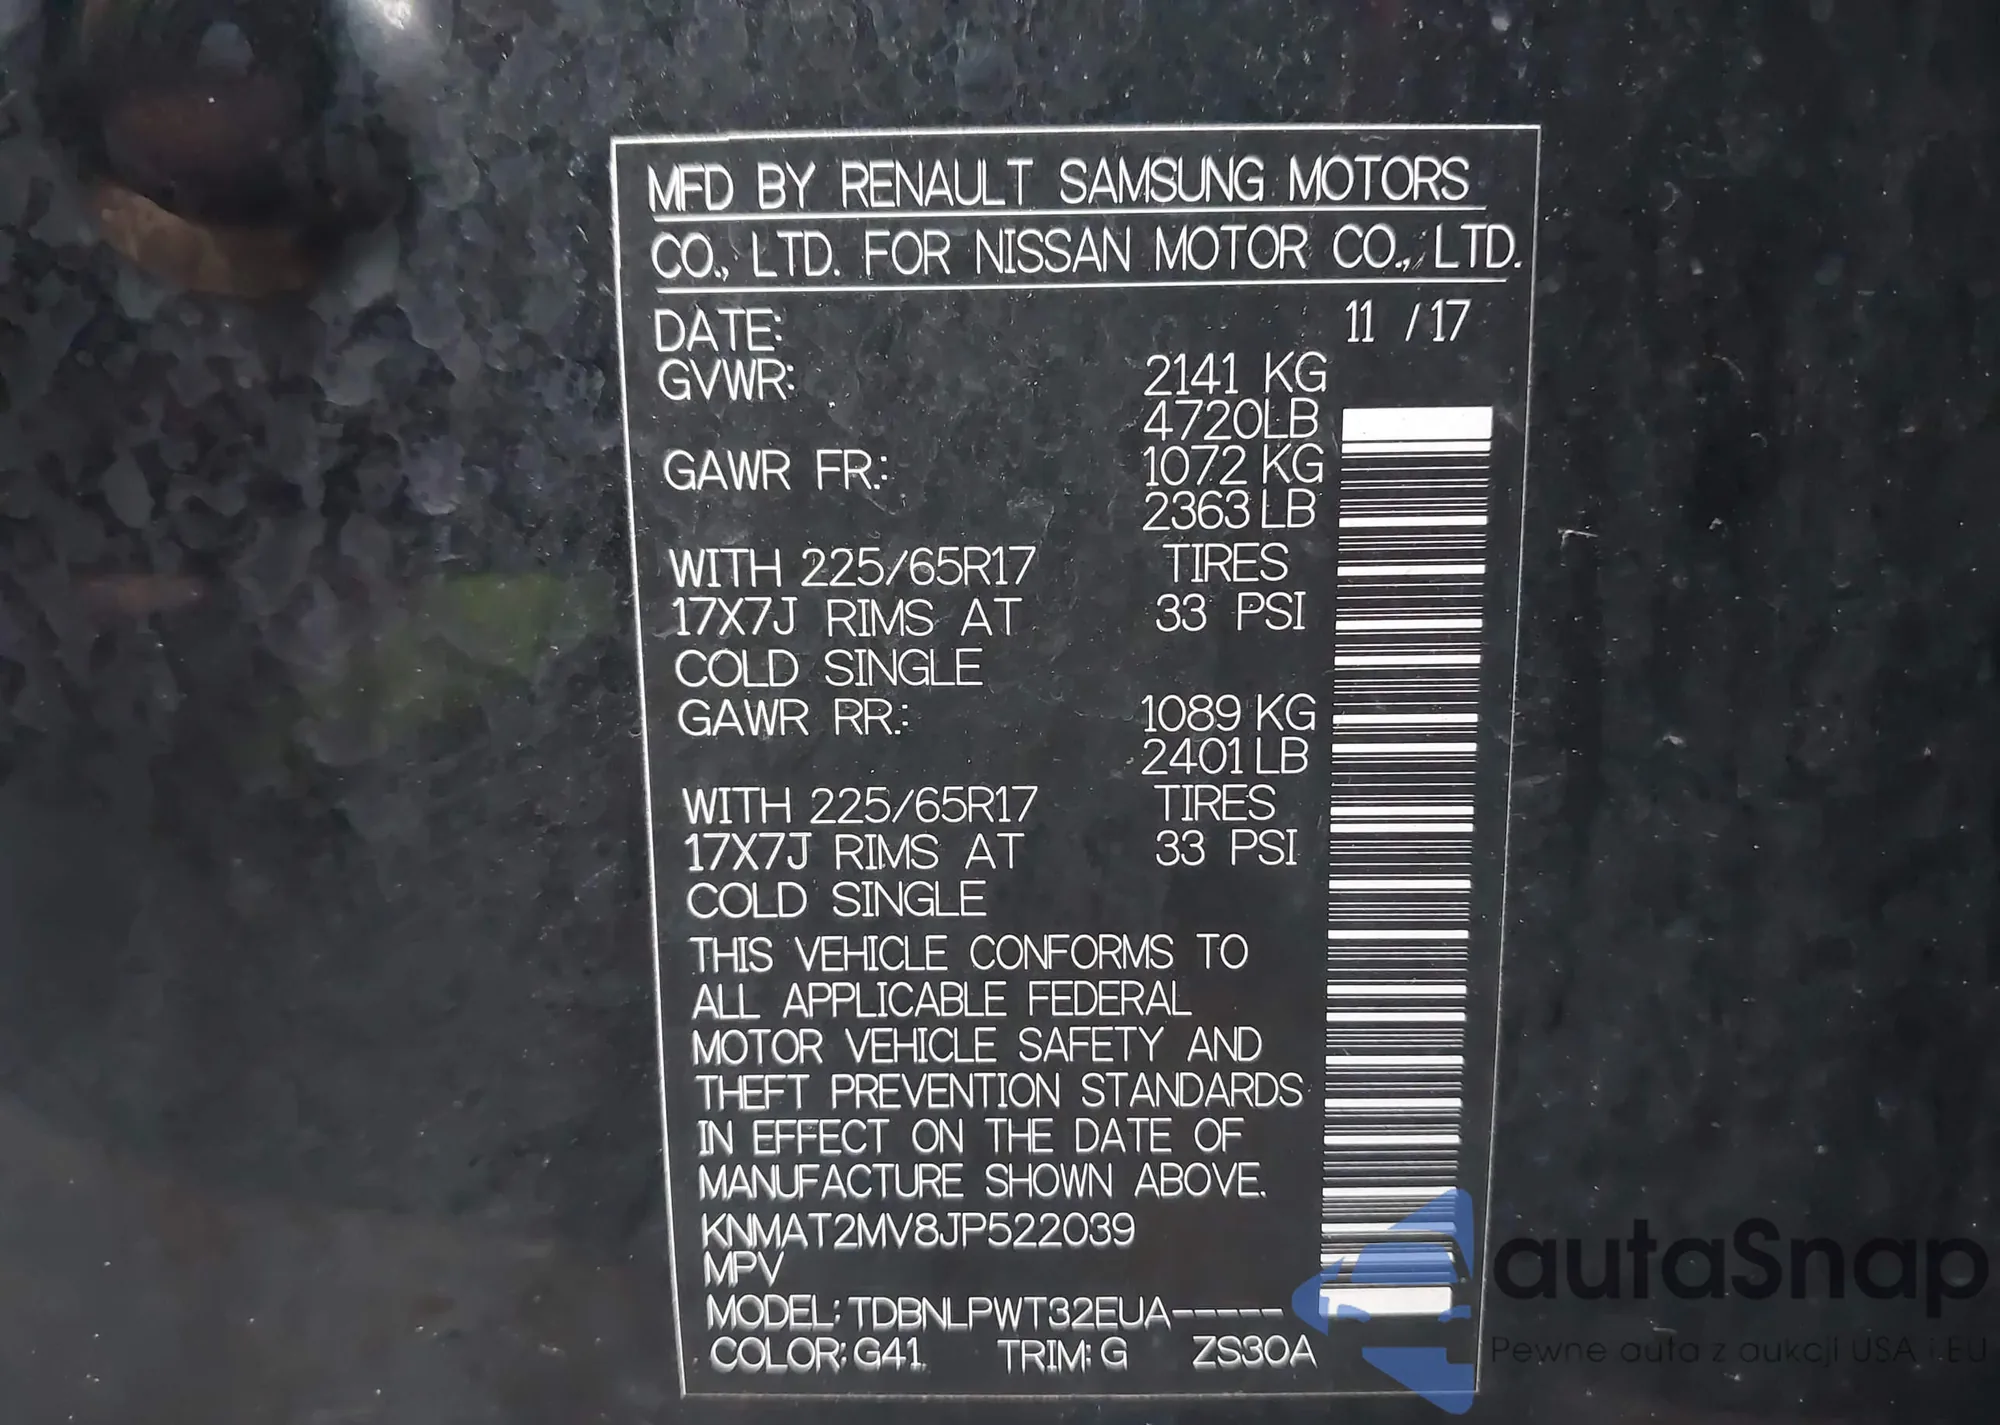 MFD BY RENAULT SAMSUNG MOTORS
CO., LTD. FOR NISSAN MOTOR CO., LTD.
DATE: 11 /17
GVWR: 2141 KG
4720LB
GAWR FR.: 1072 KG
2363 LB
WITH 225/65R17 TIRES
17X7J RIMS AT 33 PSI
COLD SINGLE
GAWR RR.: 1089 KG
2401 LB
WITH 225/65R17 TIRES
17X7J RIMS AT 33 PSI
COLD SINGLE
THIS VEHICLE CONFORMS TO
ALL APPLICABLE FEDERAL
MOTOR VEHICLE SAFETY AND
THEFT PREVENTION STANDARDS
IN EFFECT ON THE DATE OF
MANUFACTURE SHOWN ABOVE.
KNMAT2MV8JP522039
MPV
MODEL: TDBNLPWT32EUA-----
COLOR: G41 TRIM: G ZS30A
autaSnap
Pewne auta z aukcji USA i EU